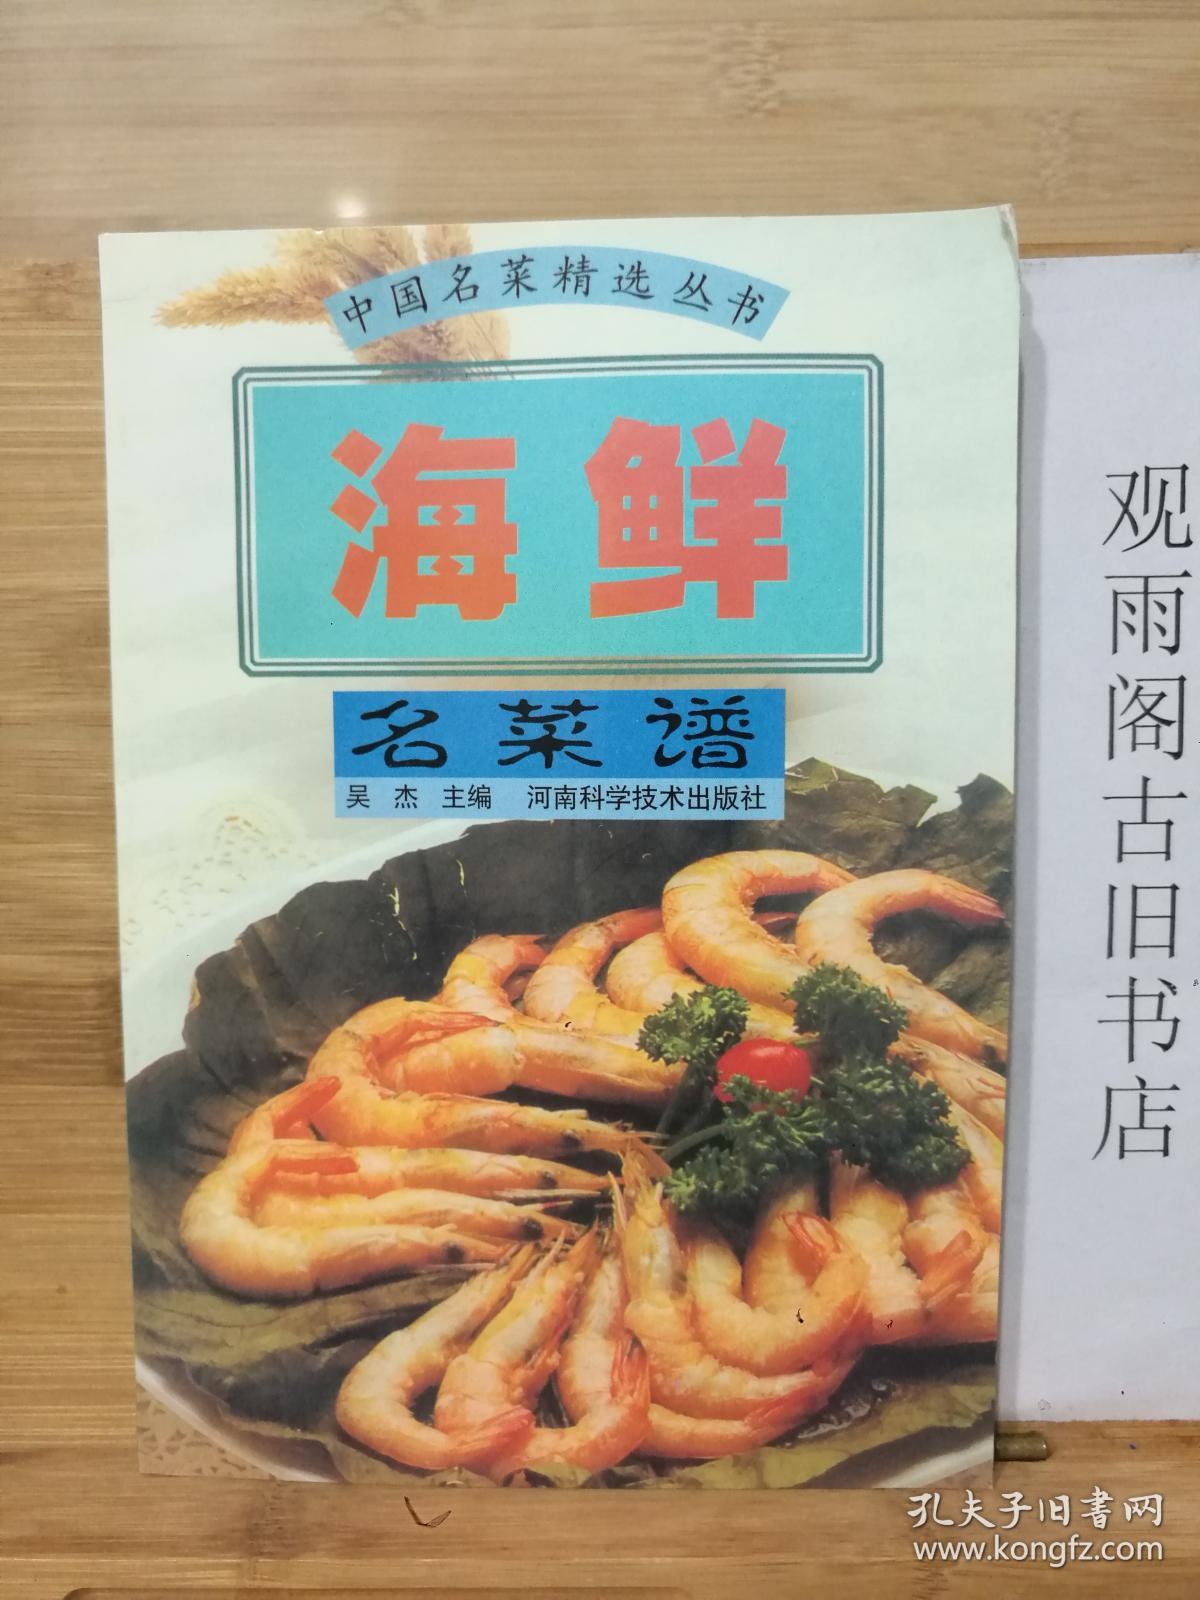 中国名菜精选丛书
海鲜
名菜谱
吴杰 主编 河南科学技术出版社
观雨阁古旧书店
孔夫子旧书网
www.kongfz.com